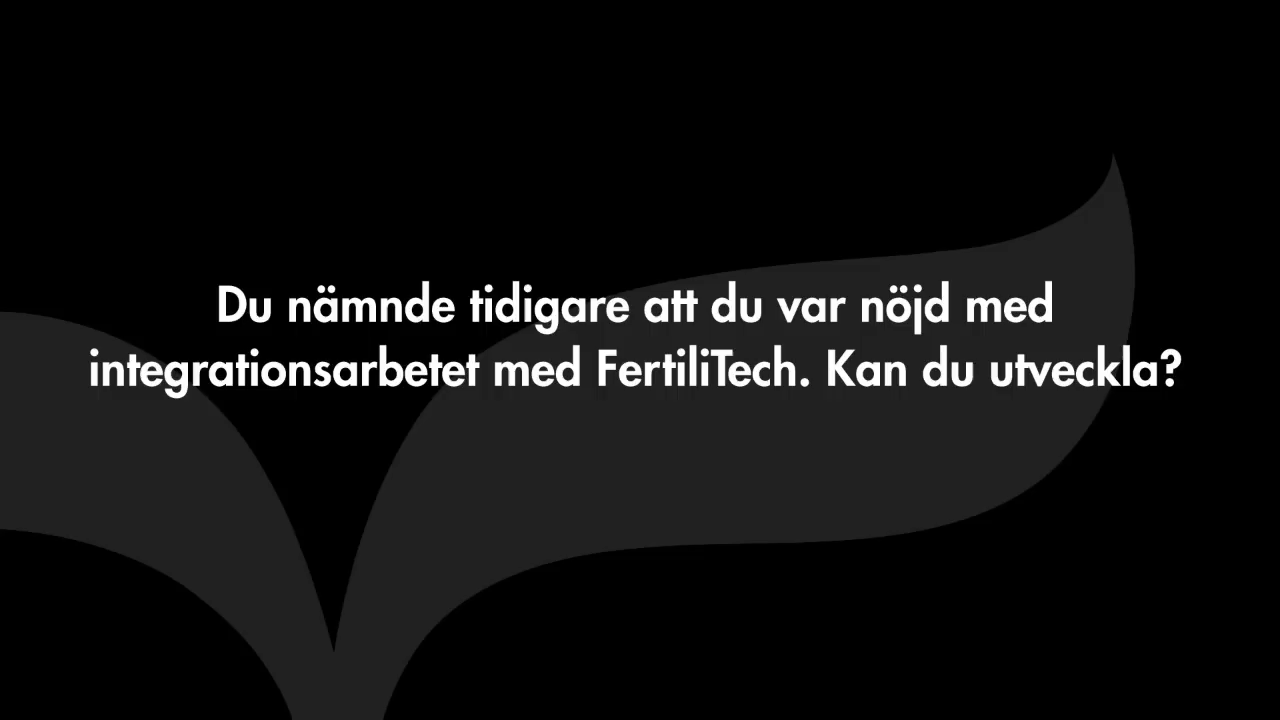 Du nämnde tidigare att du var nöjd med
integrationsarbetet med FertiliTech. Kan du utveckla?